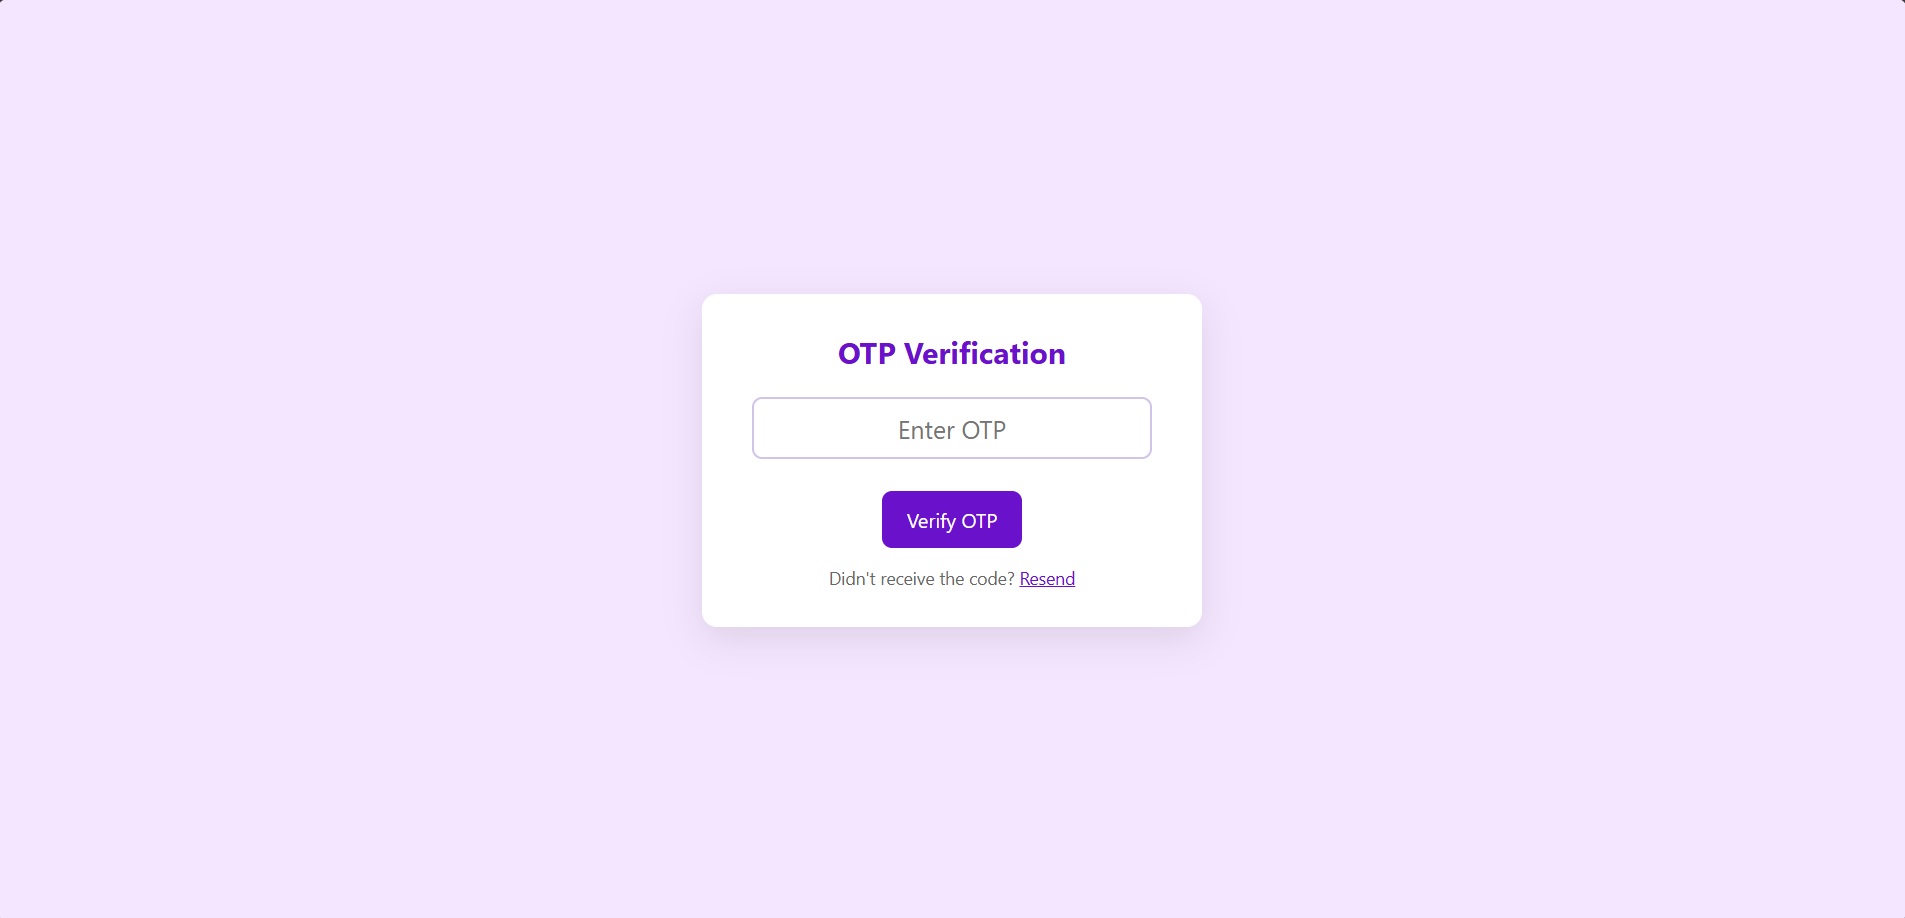 OTP Verification
Enter OTP
Verify OTP
Didn't receive the code? Resend